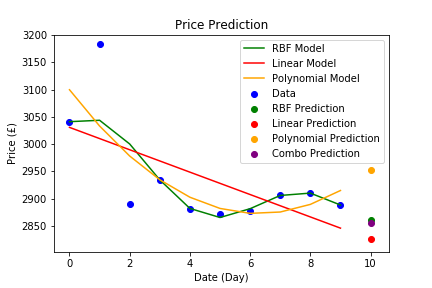 Price Prediction
3200
3150
3100
3050
3000
2950
2900
2850
Price (£)
0
2
4
6
8
10
Date (Day)
RBF Model
Linear Model
Polynomial Model
Data
RBF Prediction
Linear Prediction
Polynomial Prediction
Combo Prediction